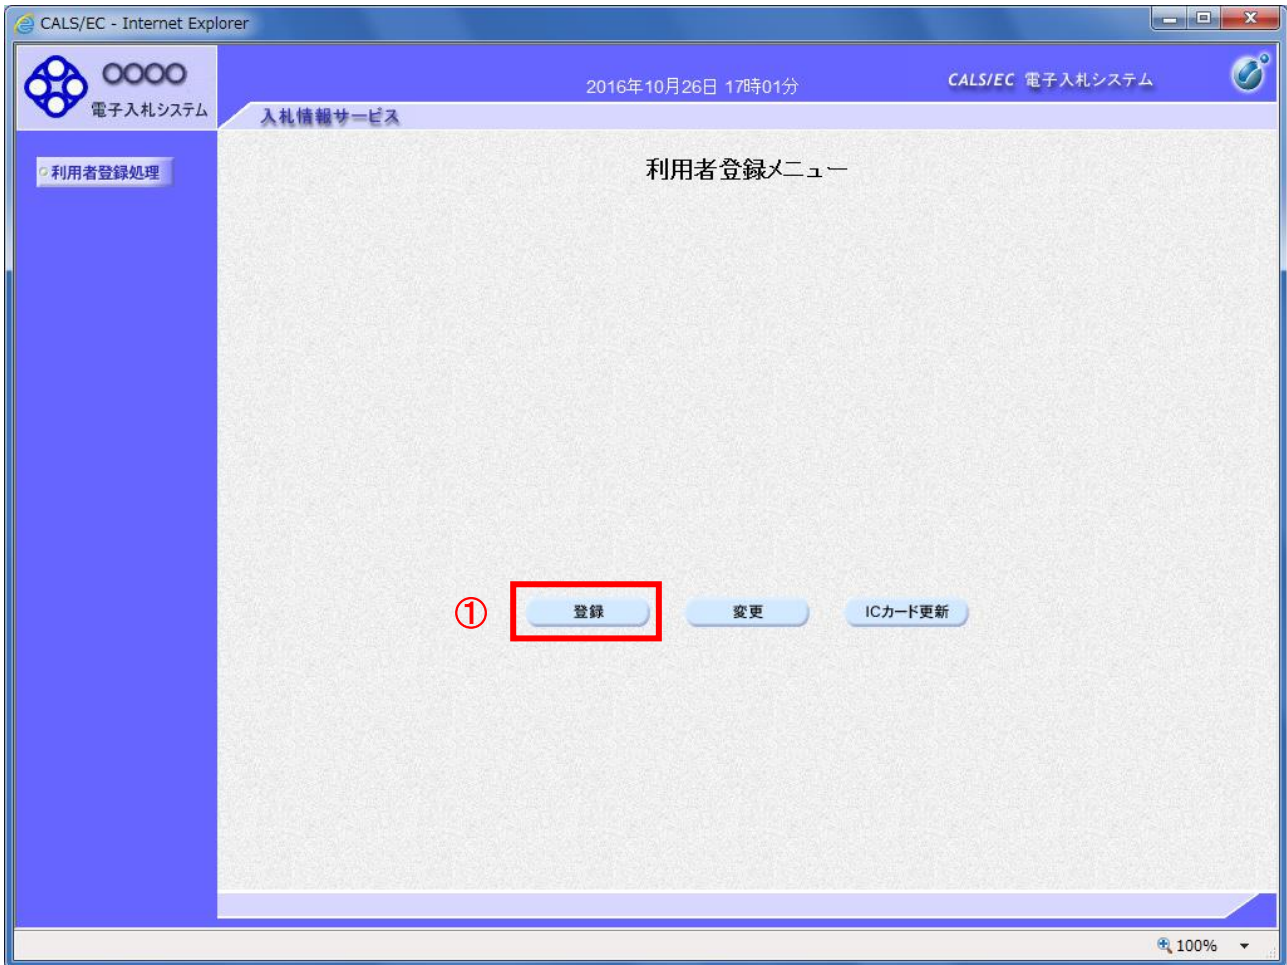 CALS/EC - Internet Explorer
〇〇〇〇
電子入札システム
2016年10月26日 17時01分
CALS/EC 電子入札システム
入札情報サービス
利用者登録処理
利用者登録メニュー
① 登録 変更 ICカード更新
100%